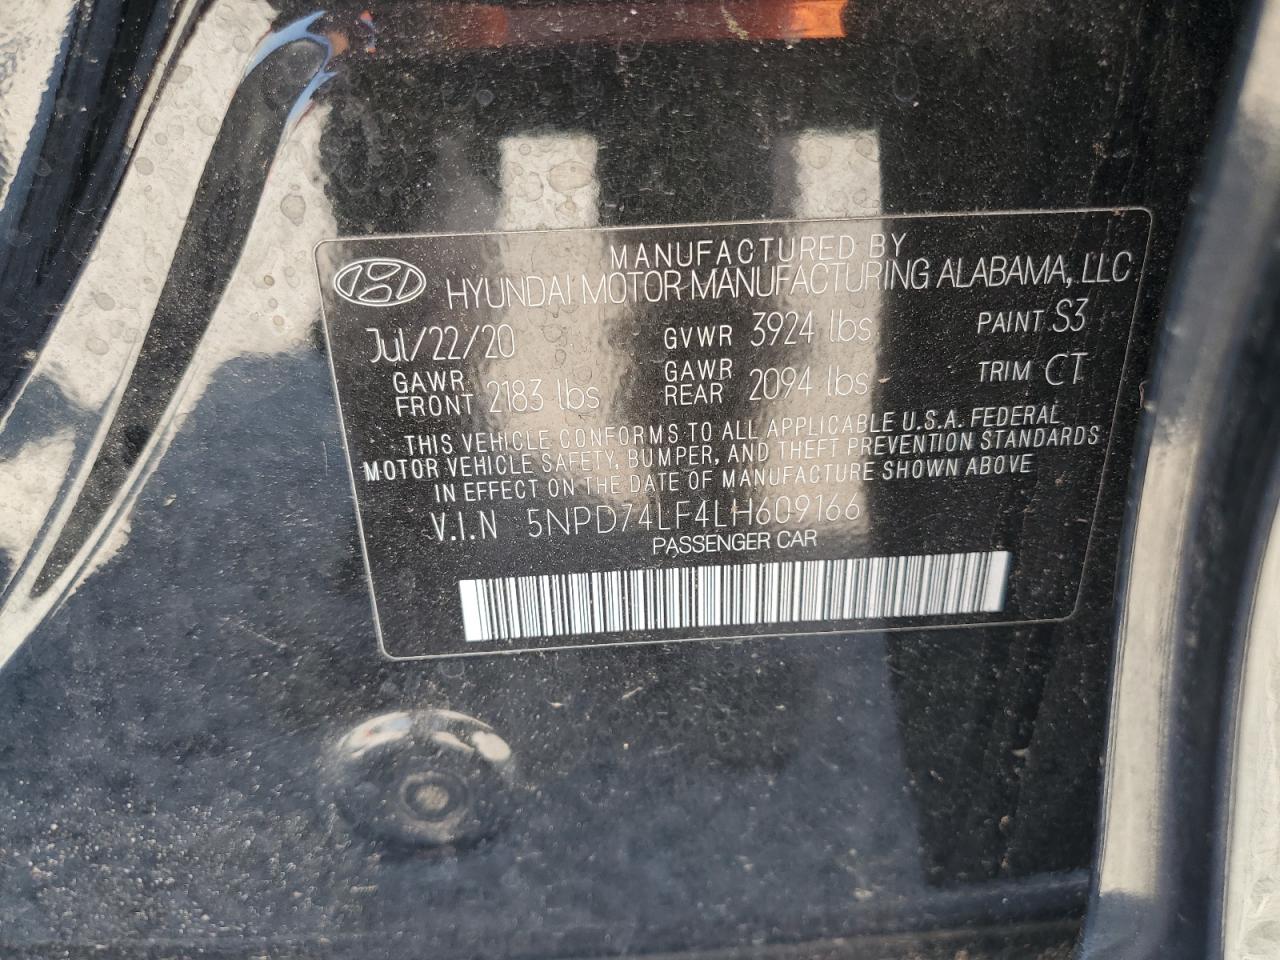 MANUFACTURED BY
HYUNDAI MOTOR MANUFACTURING ALABAMA, LLC
Jul/22/20 GVWR 3924 lbs PAINT S3
GAWR FRONT 2183 lbs GAWR REAR 2094 lbs TRIM CT
THIS VEHICLE CONFORMS TO ALL APPLICABLE U.S.A. FEDERAL
MOTOR VEHICLE SAFETY, BUMPER, AND THEFT PREVENTION STANDARDS
IN EFFECT ON THE DATE OF MANUFACTURE SHOWN ABOVE
V.I.N 5NPD74LF4LH609166
PASSENGER CAR